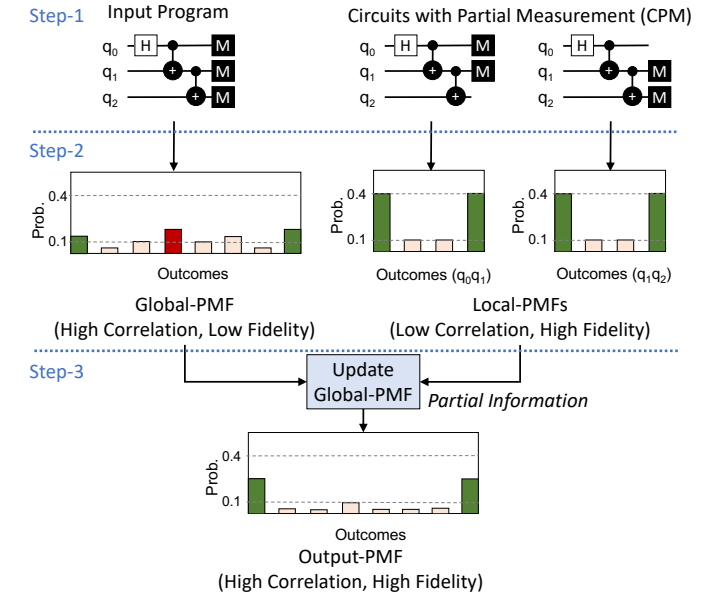 Step-1
Input Program
Circuits with Partial Measurement (CPM)
q0 H M
q1 + M
q2 + M
q0 H M
q1 + M
q2 +
q0 H
q1 + M
q2 + M
Step-2
Prob.
0.4
0.1
Outcomes
0.4
0.1
Outcomes (q0q1)
0.4
0.1
Outcomes (q1q2)
Global-PMF
(High Correlation, Low Fidelity)
Local-PMFs
(Low Correlation, High Fidelity)
Step-3
Update
Global-PMF
Partial Information
Prob.
0.4
0.1
Outcomes
Output-PMF
(High Correlation, High Fidelity)